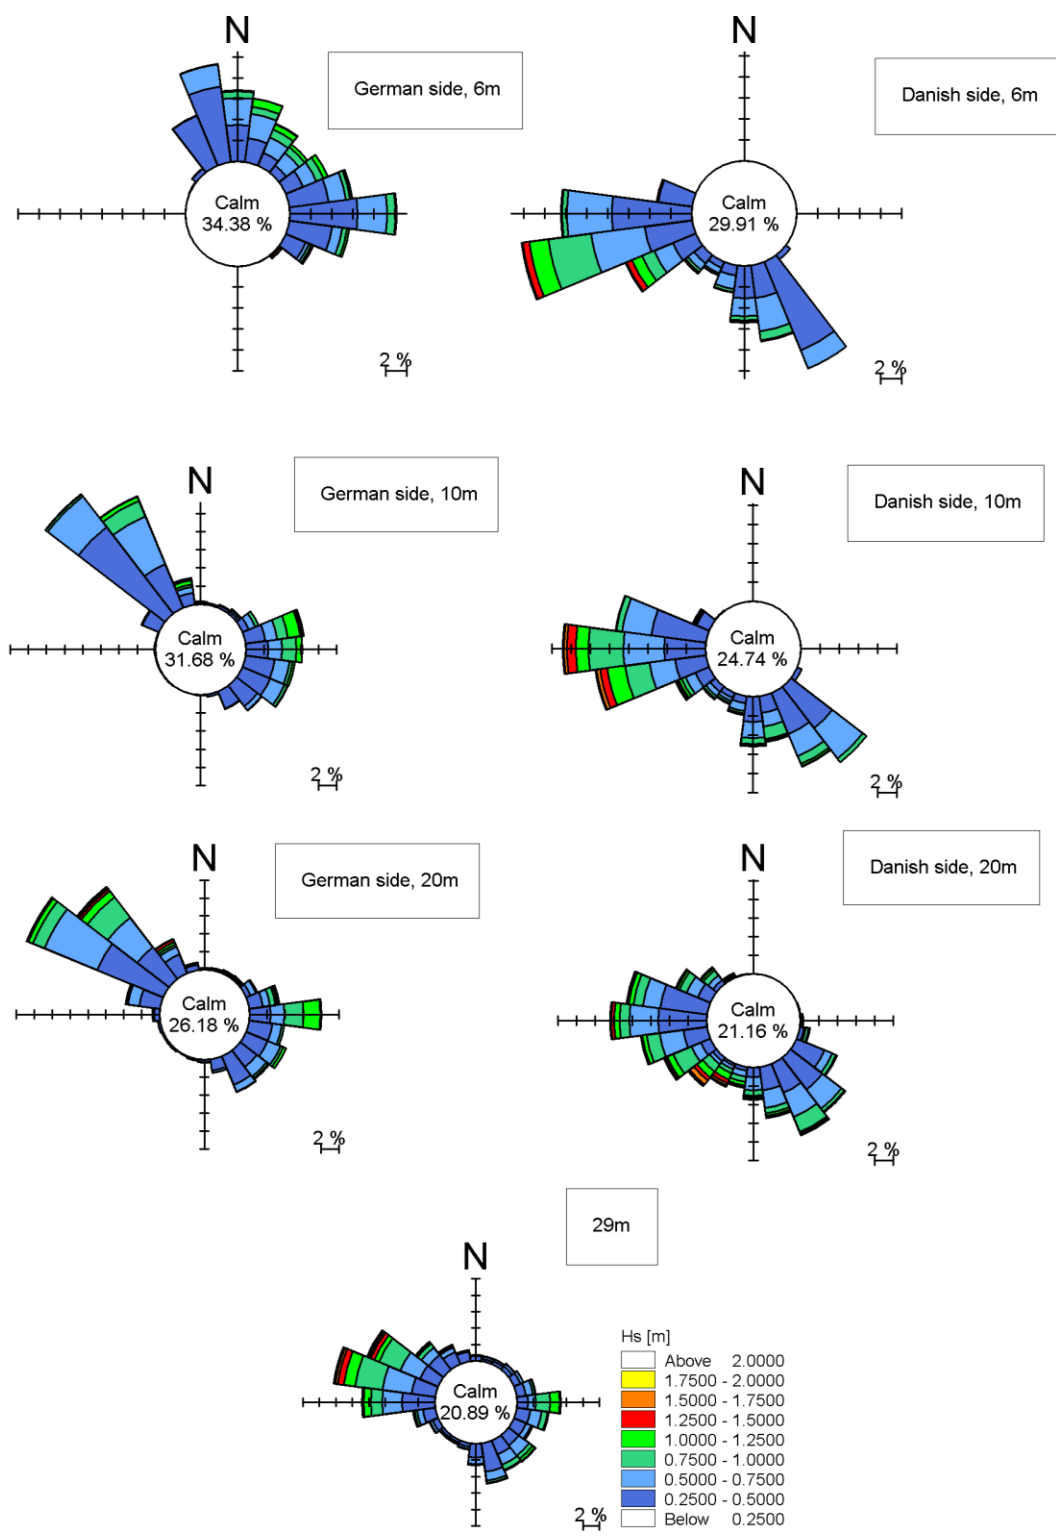 N
German side, 6m
Calm
34.38 %
2 %
N
Danish side, 6m
Calm
29.91 %
2 %
N
German side, 10m
Calm
31.68 %
2 %
N
Danish side, 10m
Calm
24.74 %
2 %
N
German side, 20m
Calm
26.18 %
2 %
N
Danish side, 20m
Calm
21.16 %
2 %
29m
N
Calm
20.89 %
2 %
Hs [m]
Above 2.0000
1.7500 - 2.0000
1.5000 - 1.7500
1.2500 - 1.5000
1.0000 - 1.2500
0.7500 - 1.0000
0.5000 - 0.7500
0.2500 - 0.5000
Below 0.2500